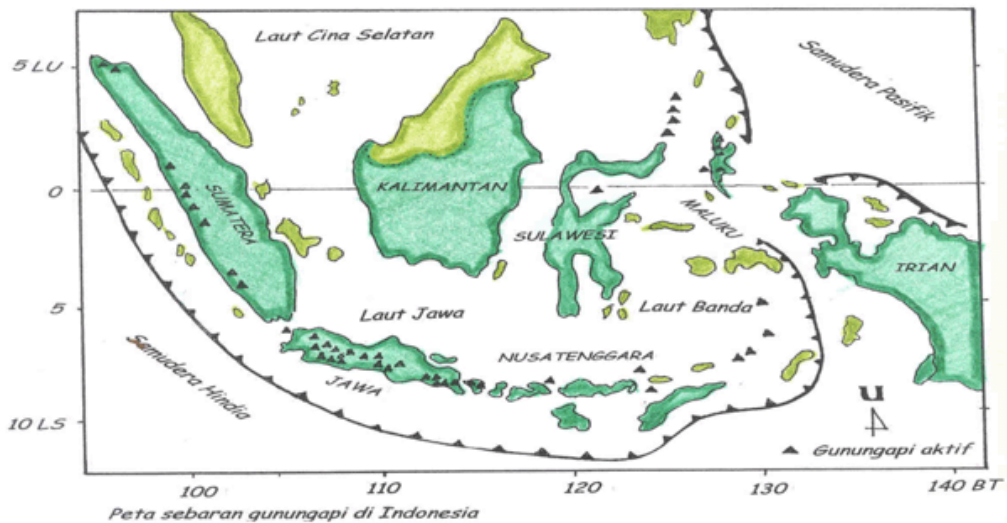 Laut Cina Selatan
Samudera Pasifik
5 LU
KALIMANTAN
0
SUMATERA
MALUKU
SULAWESI
IRIAN
5
Laut Jawa
Laut Banda
NUSATENGGARA
Samudera Hindia
JAWA
n
10 LS
Gunungapi aktif
100
110
120
130
140 BT
Peta sebaran gunungapi di Indonesia